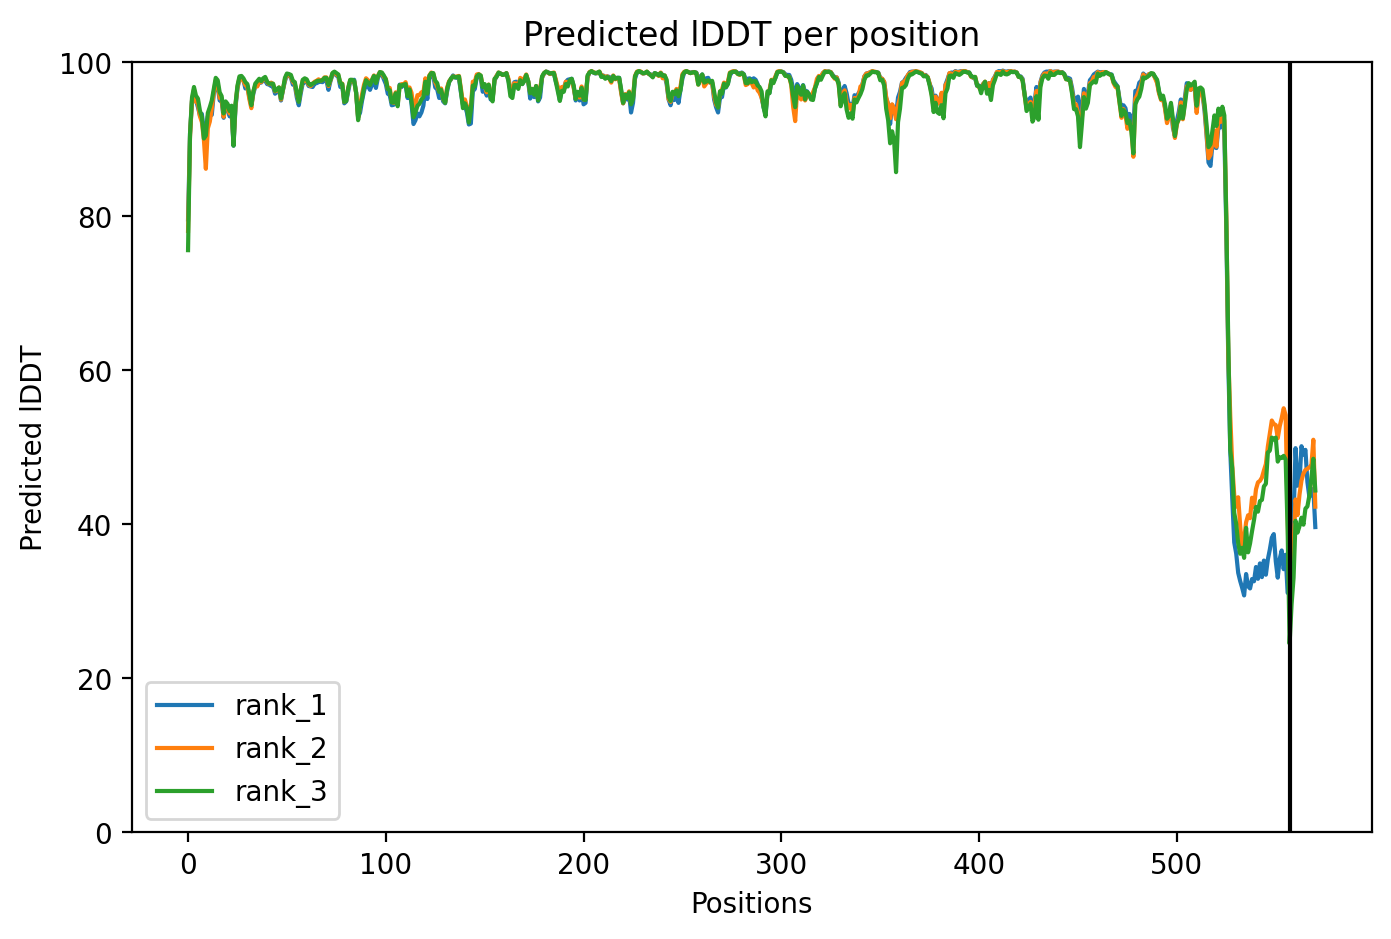 Predicted lDDT per position
100
80
60
40
20
0
Predicted lDDT
rank_1
rank_2
rank_3
0 100 200 300 400 500
Positions